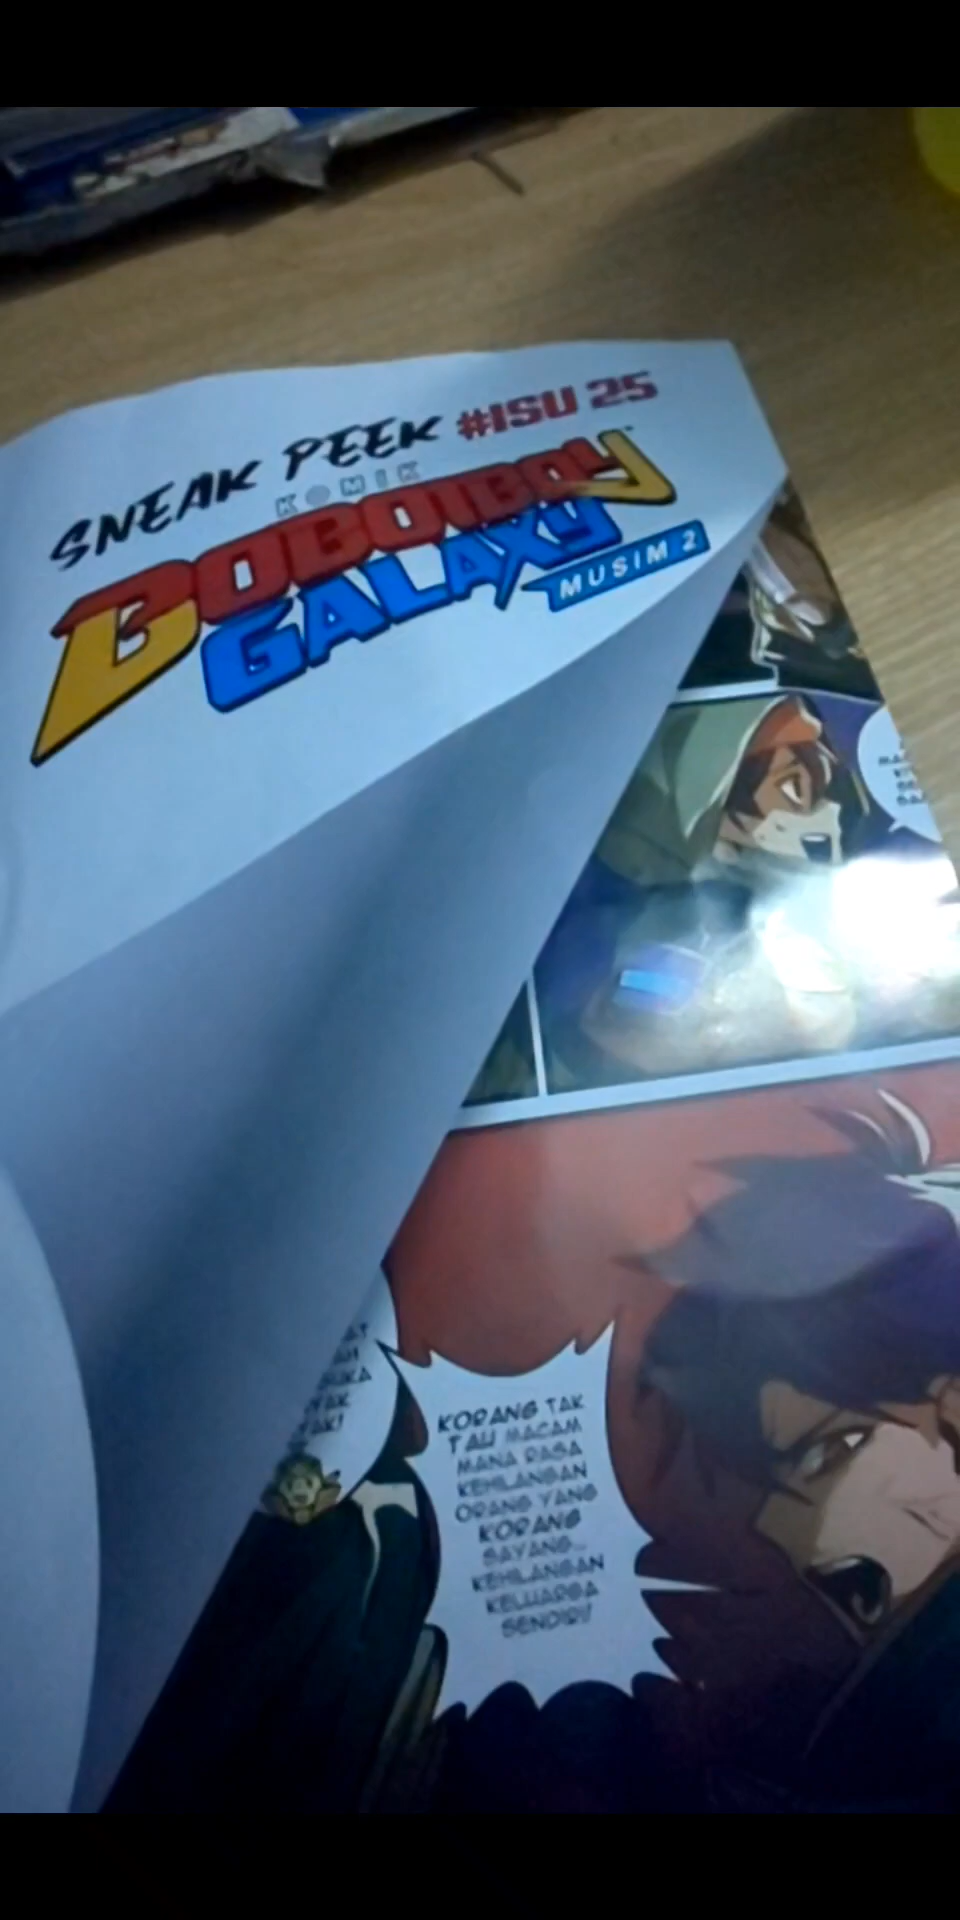 SNEAK PEEK #ISU 25
KOMIK
BOBOIBOY
GALAXY
MUSIM 2
KORANG TAK
TAU MACAM
MANA RASA
KEHILANGAN
ORANG YANG
KORANG
SAYANG...
KEHILANGAN
KELUARGA
SENDIRI!